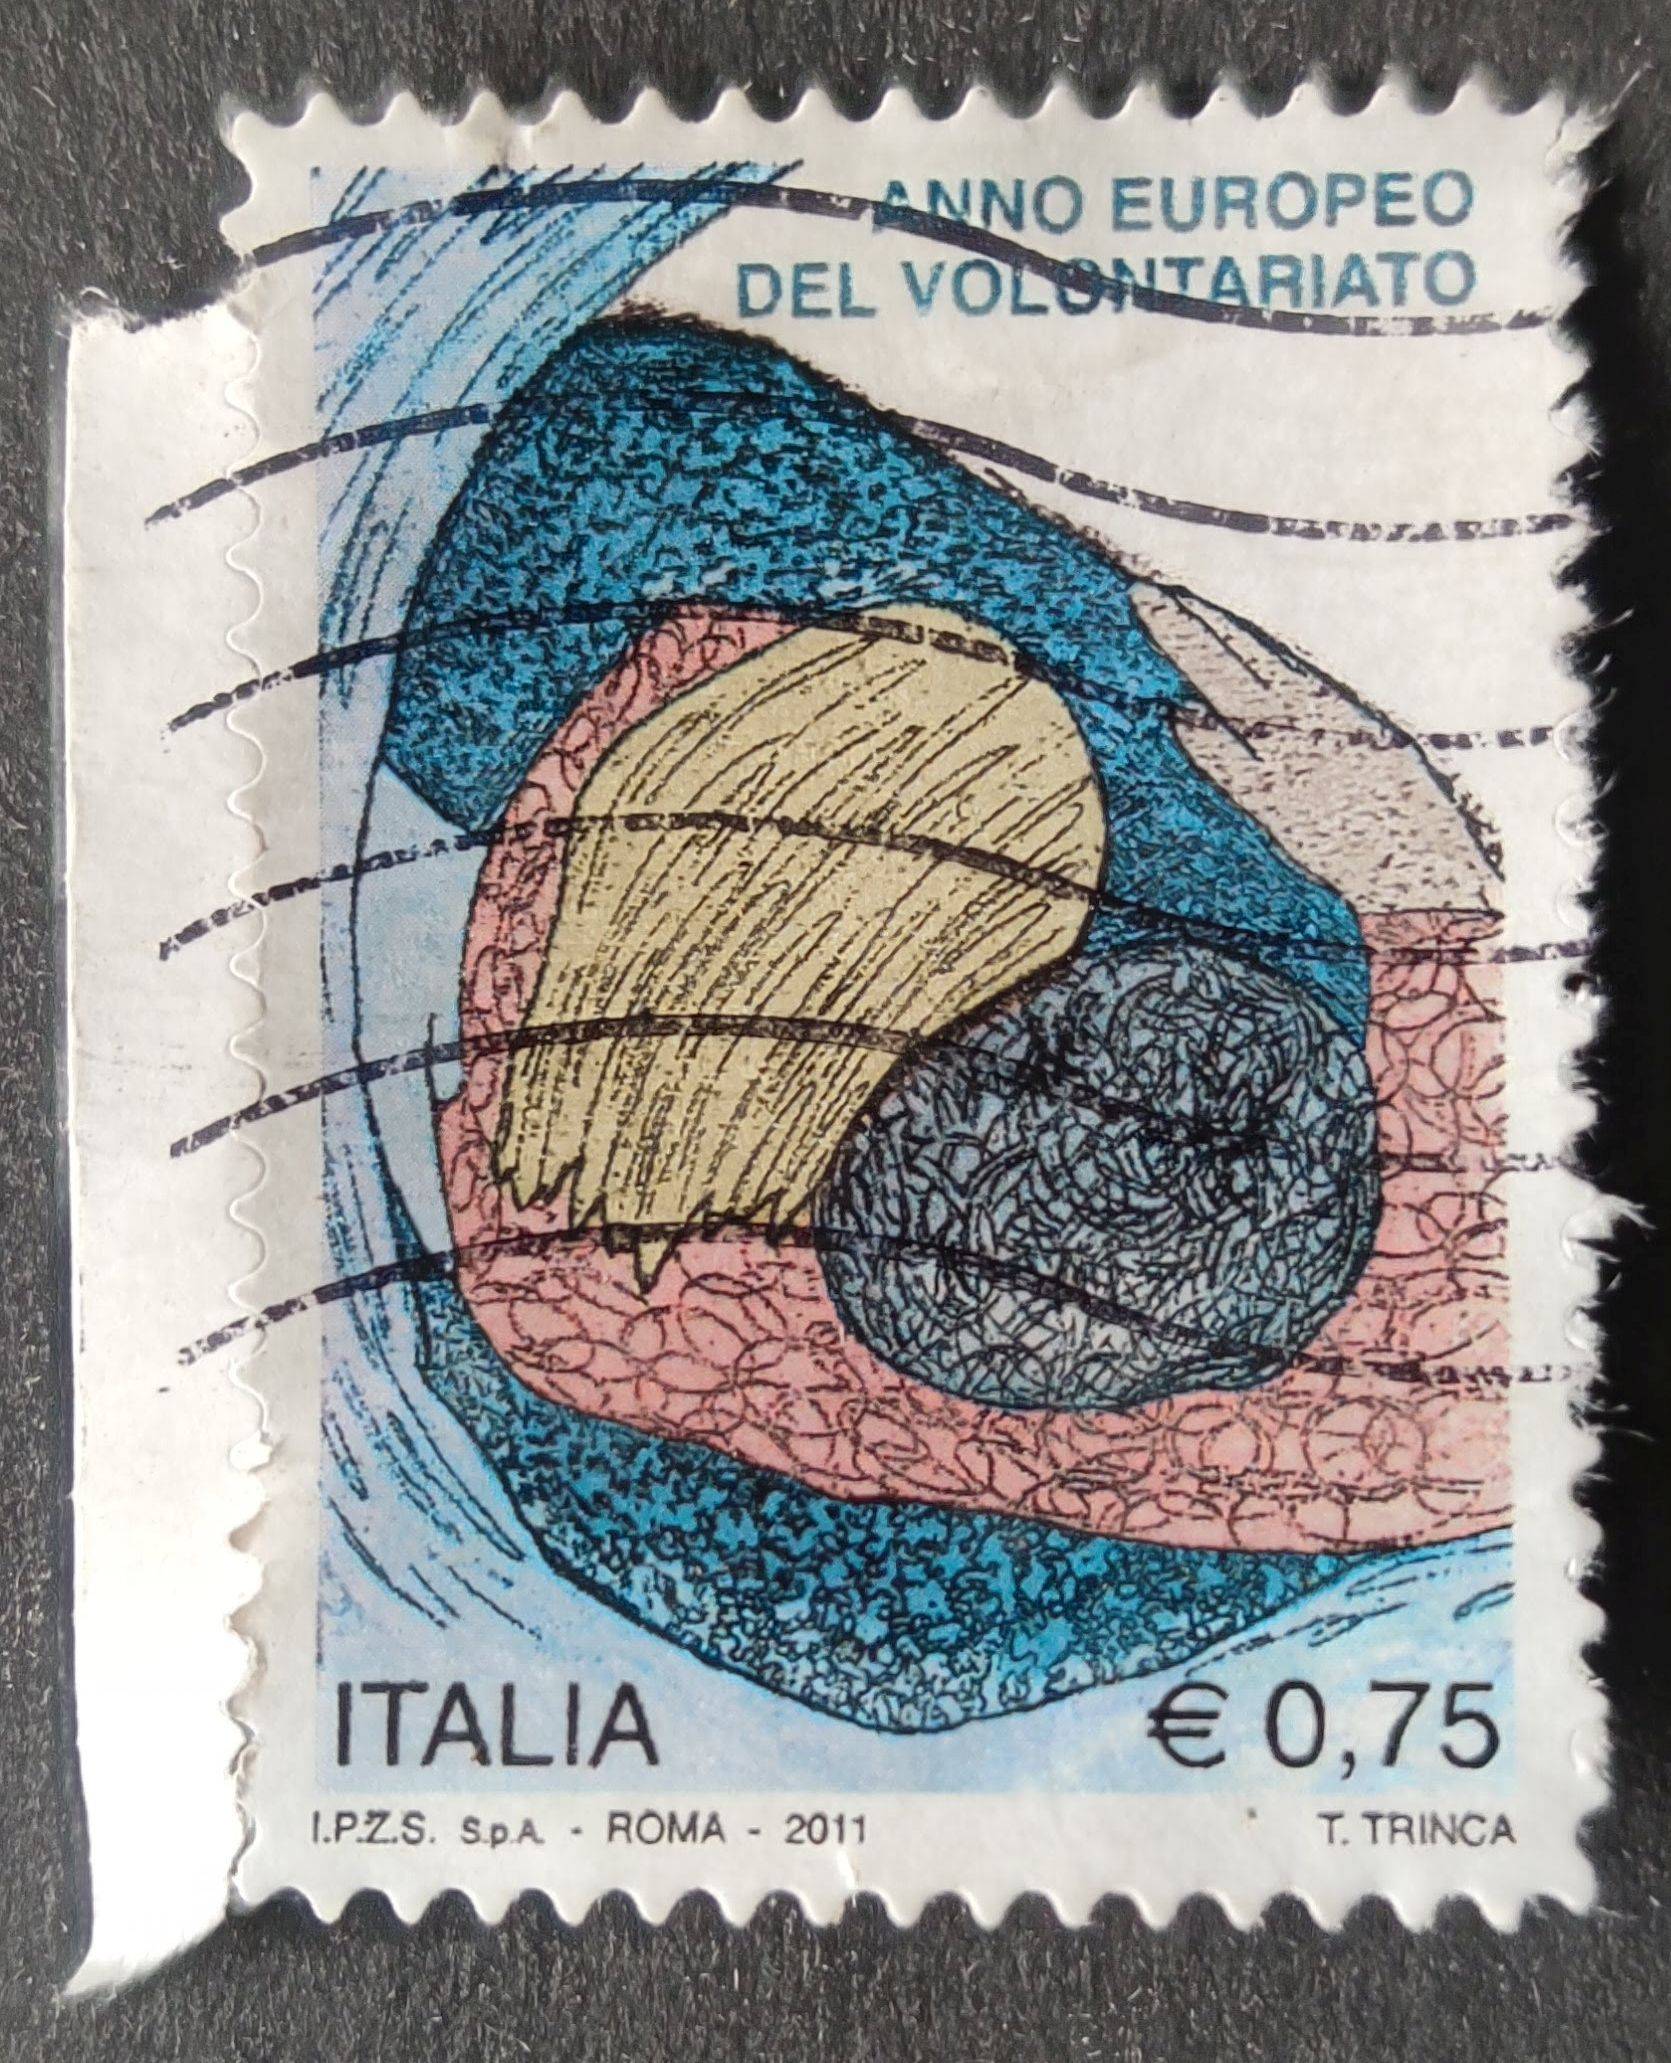 ANNO EUROPEO
DEL VOLONTARIATO
ITALIA
€ 0,75
I.P.Z.S. S.p.A. - ROMA - 2011
T. TRINCA